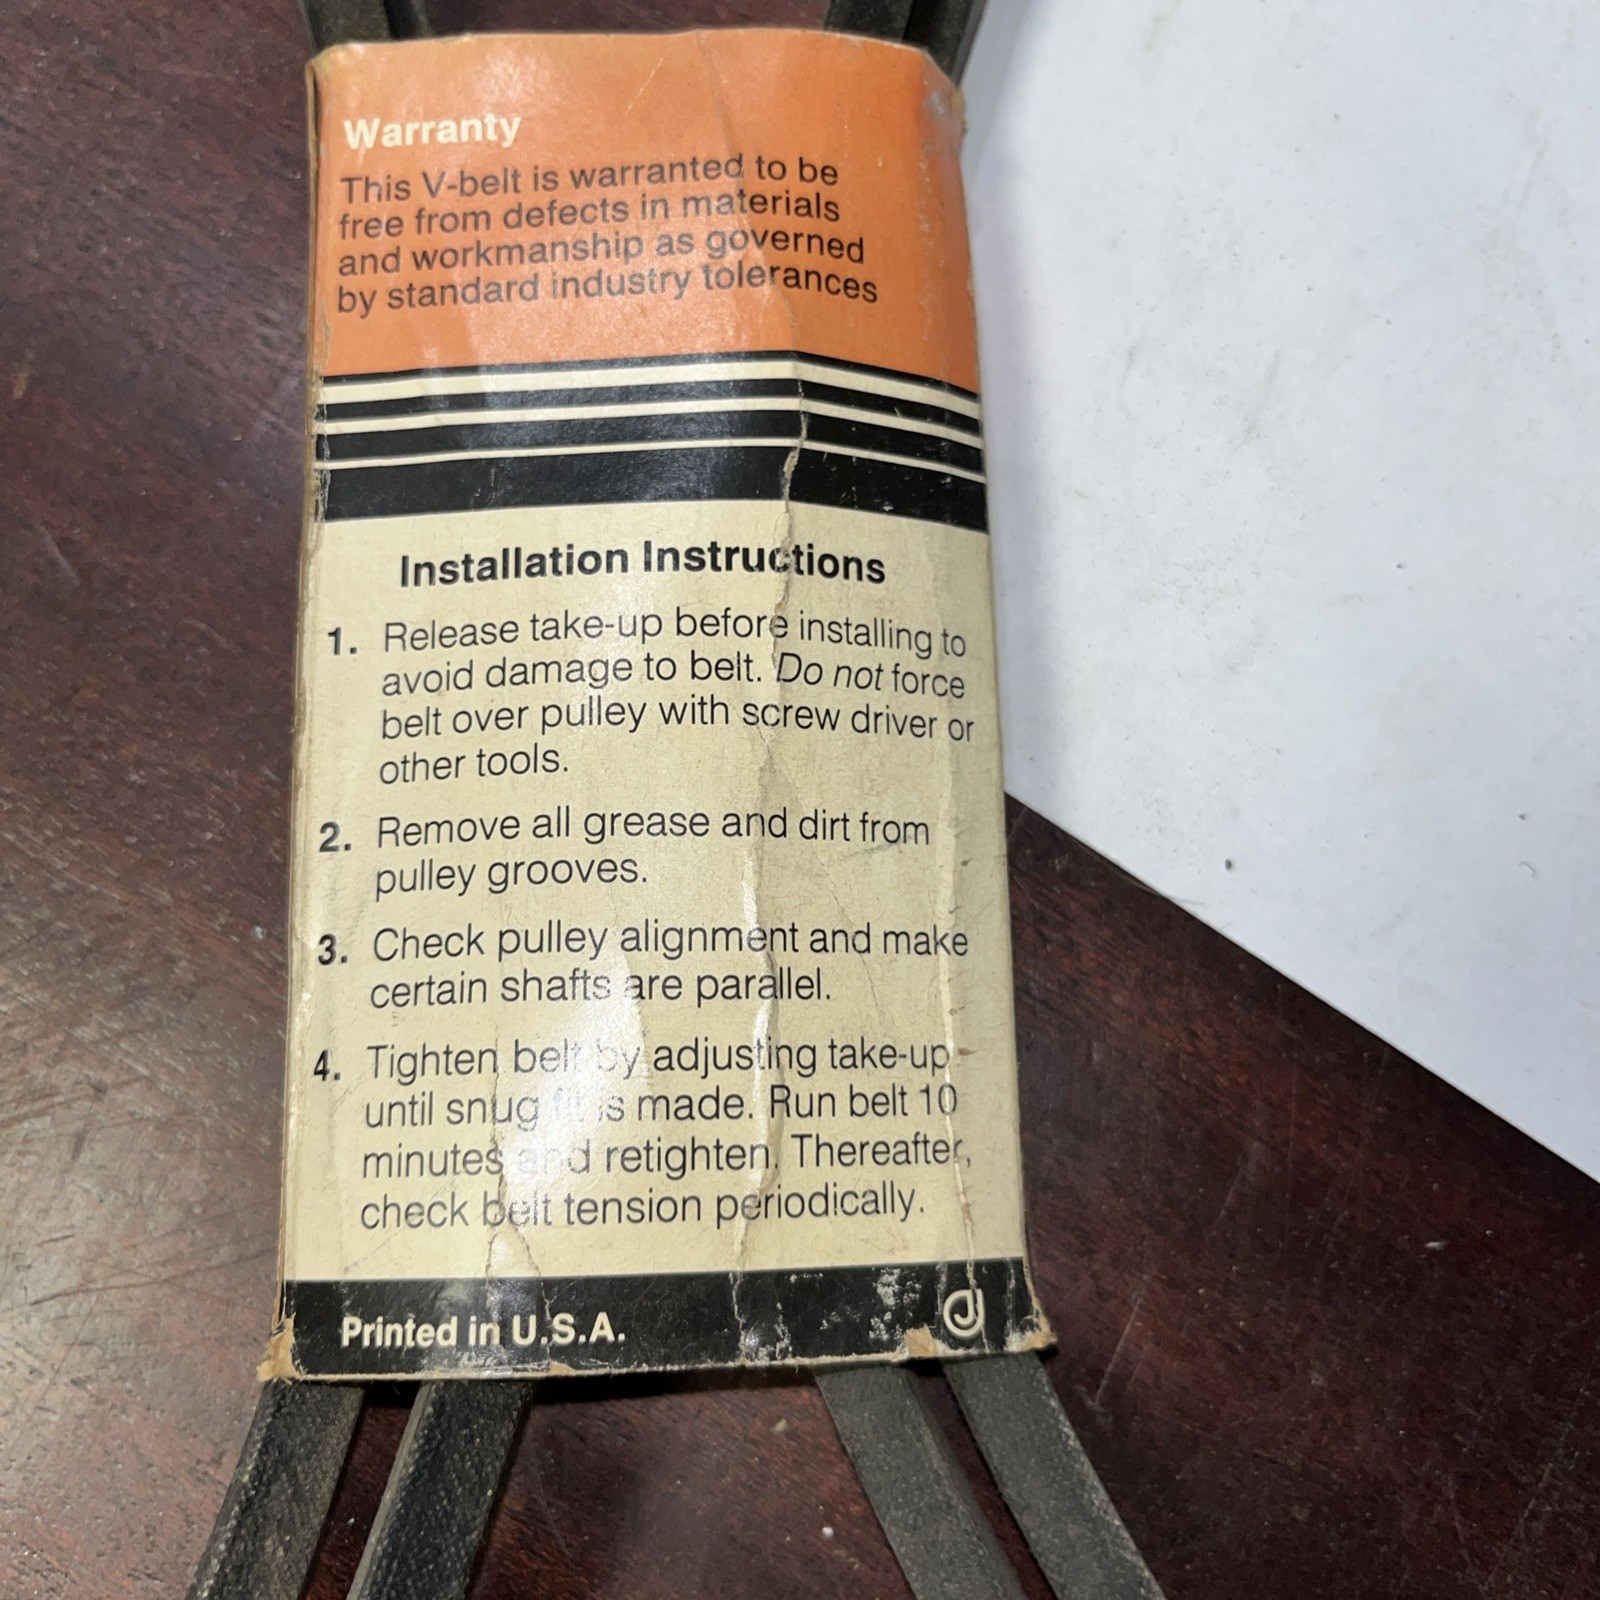 Warranty
This V-belt is warranted to be
free from defects in materials
and workmanship as governed
by standard industry tolerances
Installation Instructions
1. Release take-up before installing to
avoid damage to belt. Do not force
belt over pulley with screw driver or
other tools.
2. Remove all grease and dirt from
pulley grooves.
3. Check pulley alignment and make
certain shafts are parallel.
4. Tighten belt by adjusting take-up
until snug fit is made. Run belt 10
minutes and retighten. Thereafter,
check belt tension periodically.
Printed in U.S.A.